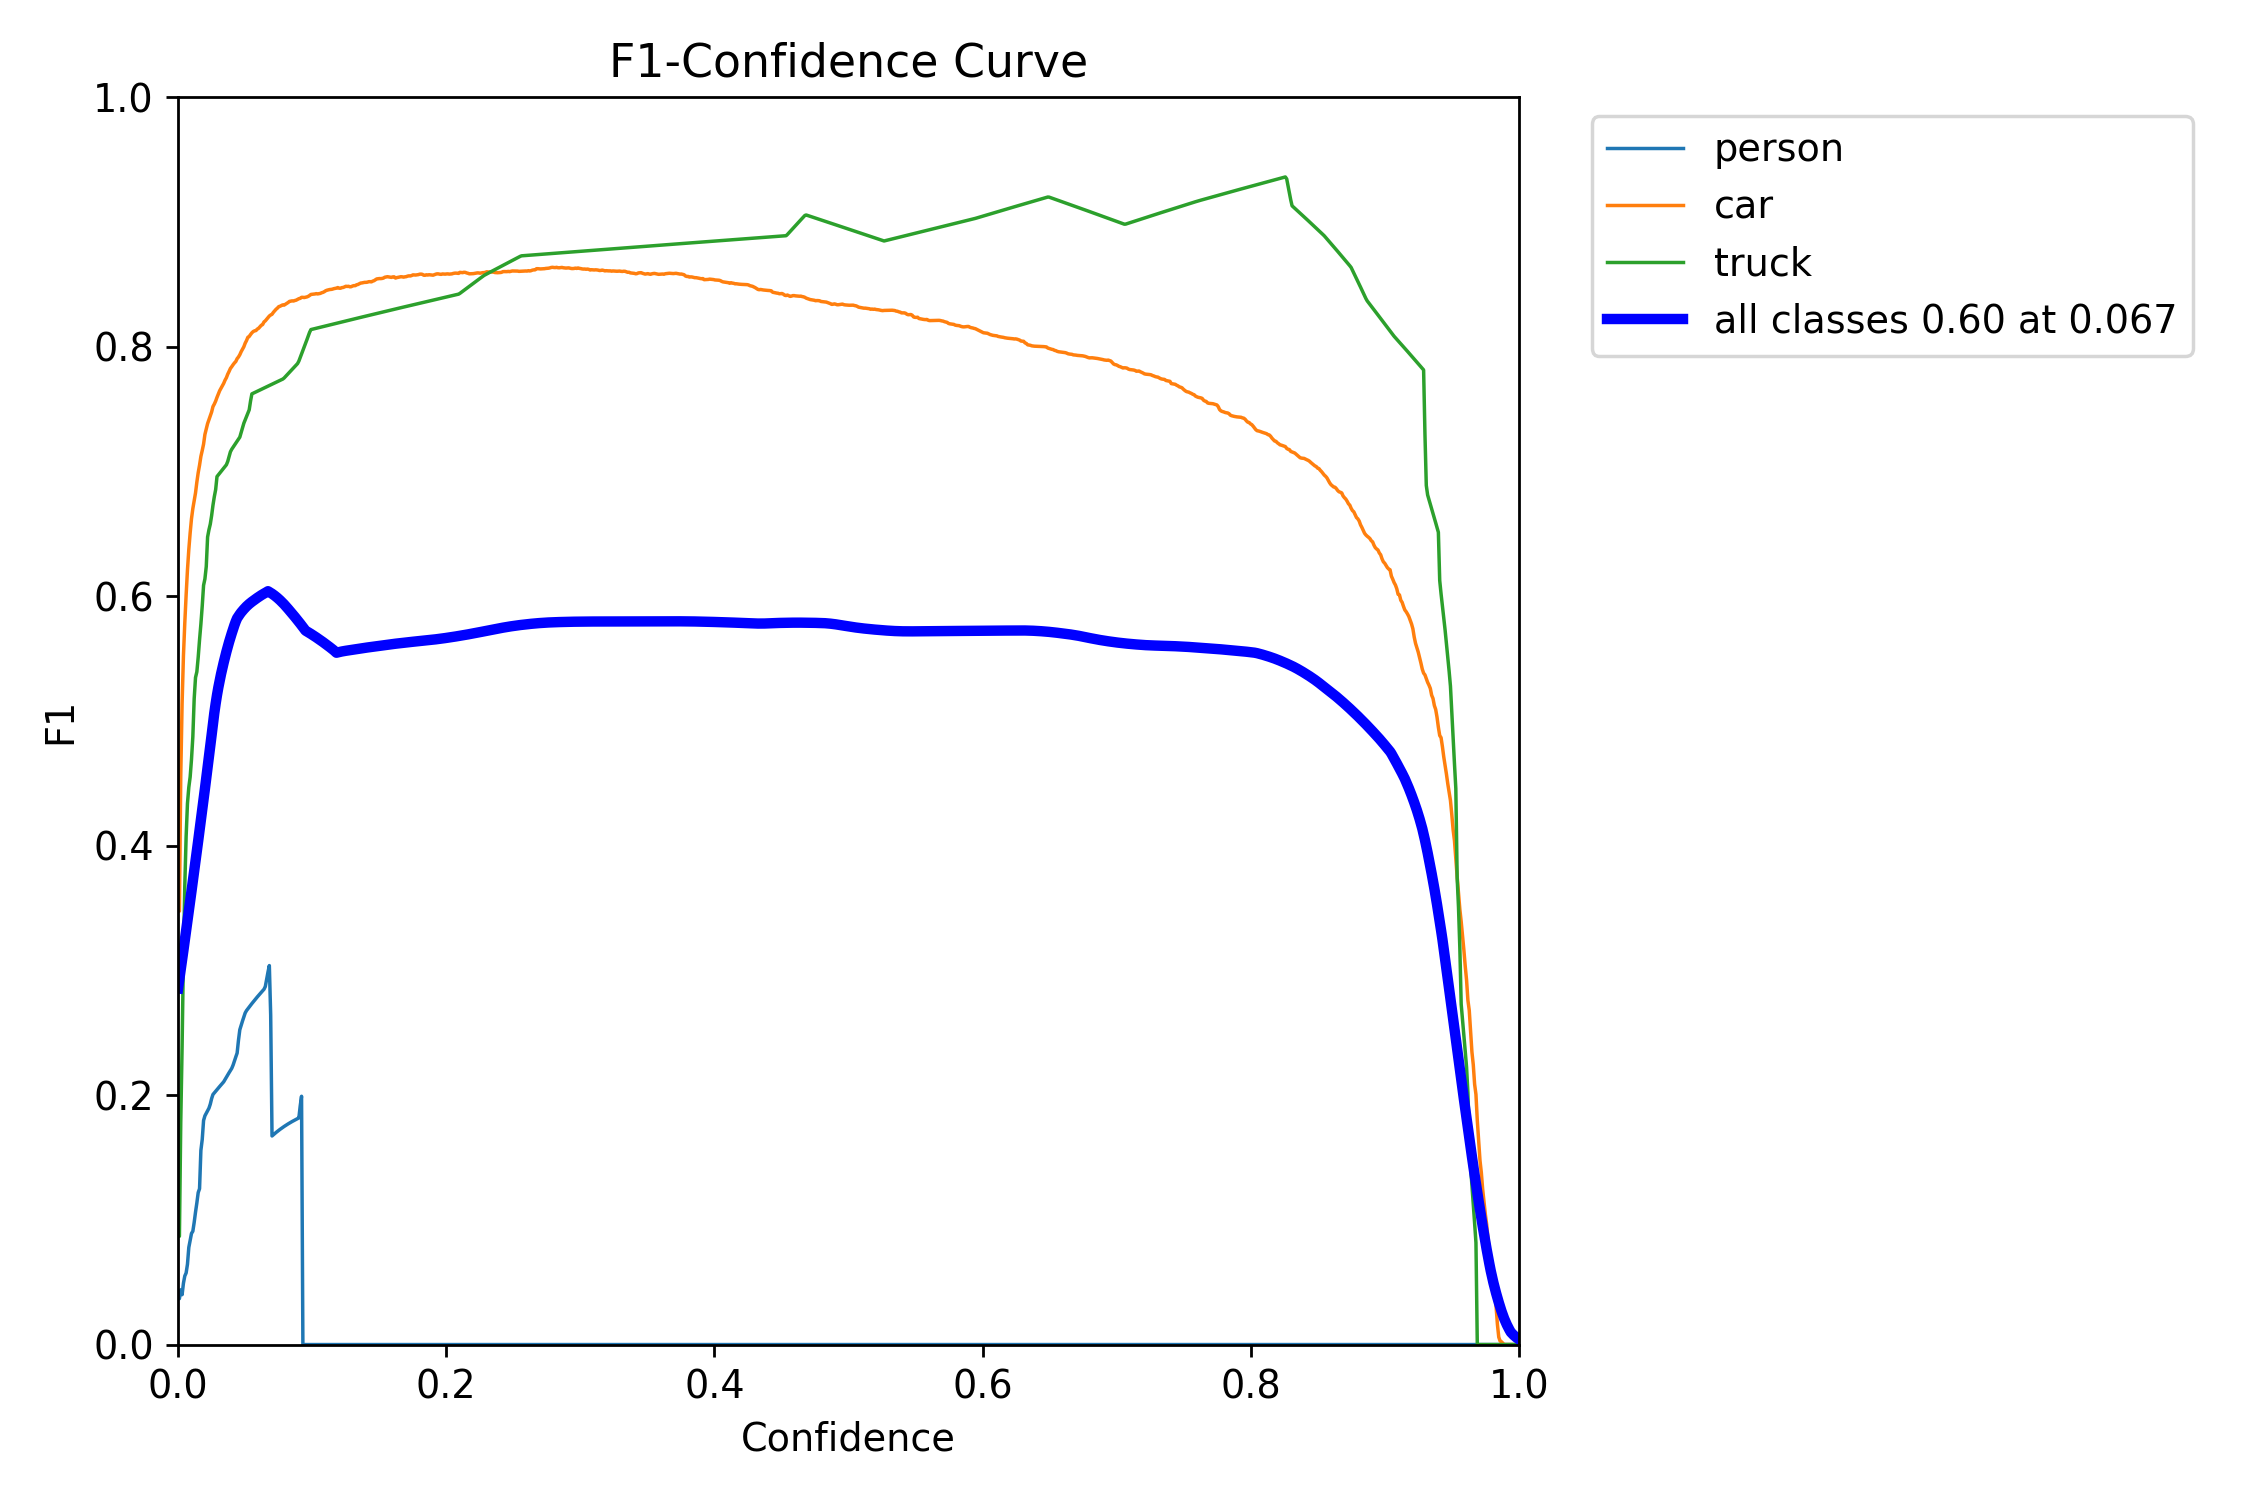 F1-Confidence Curve
1.0
0.8
0.6
0.4
0.2
0.0
F1
0.0 0.2 0.4 0.6 0.8 1.0
Confidence
person
car
truck
all classes 0.60 at 0.067